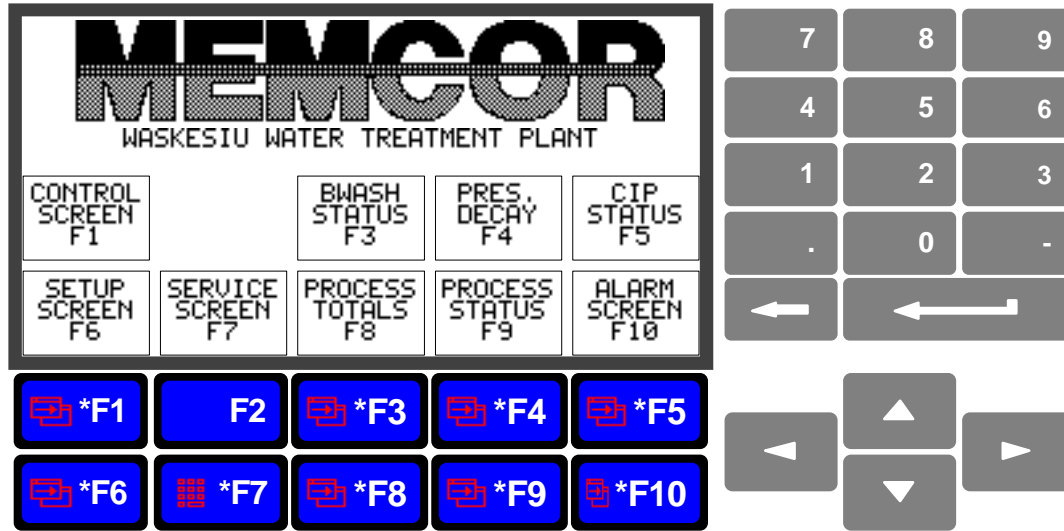 MEMCOR
WASKESIU WATER TREATMENT PLANT
CONTROL
SCREEN
F1
BWASH
STATUS
F3
PRES.
DECAY
F4
CIP
STATUS
F5
SETUP
SCREEN
F6
SERVICE
SCREEN
F7
PROCESS
TOTALS
F8
PROCESS
STATUS
F9
ALARM
SCREEN
F10
*F1 F2 *F3 *F4 *F5
*F6 *F7 *F8 *F9 *F10
7 8 9
4 5 6
1 2 3
. 0 -